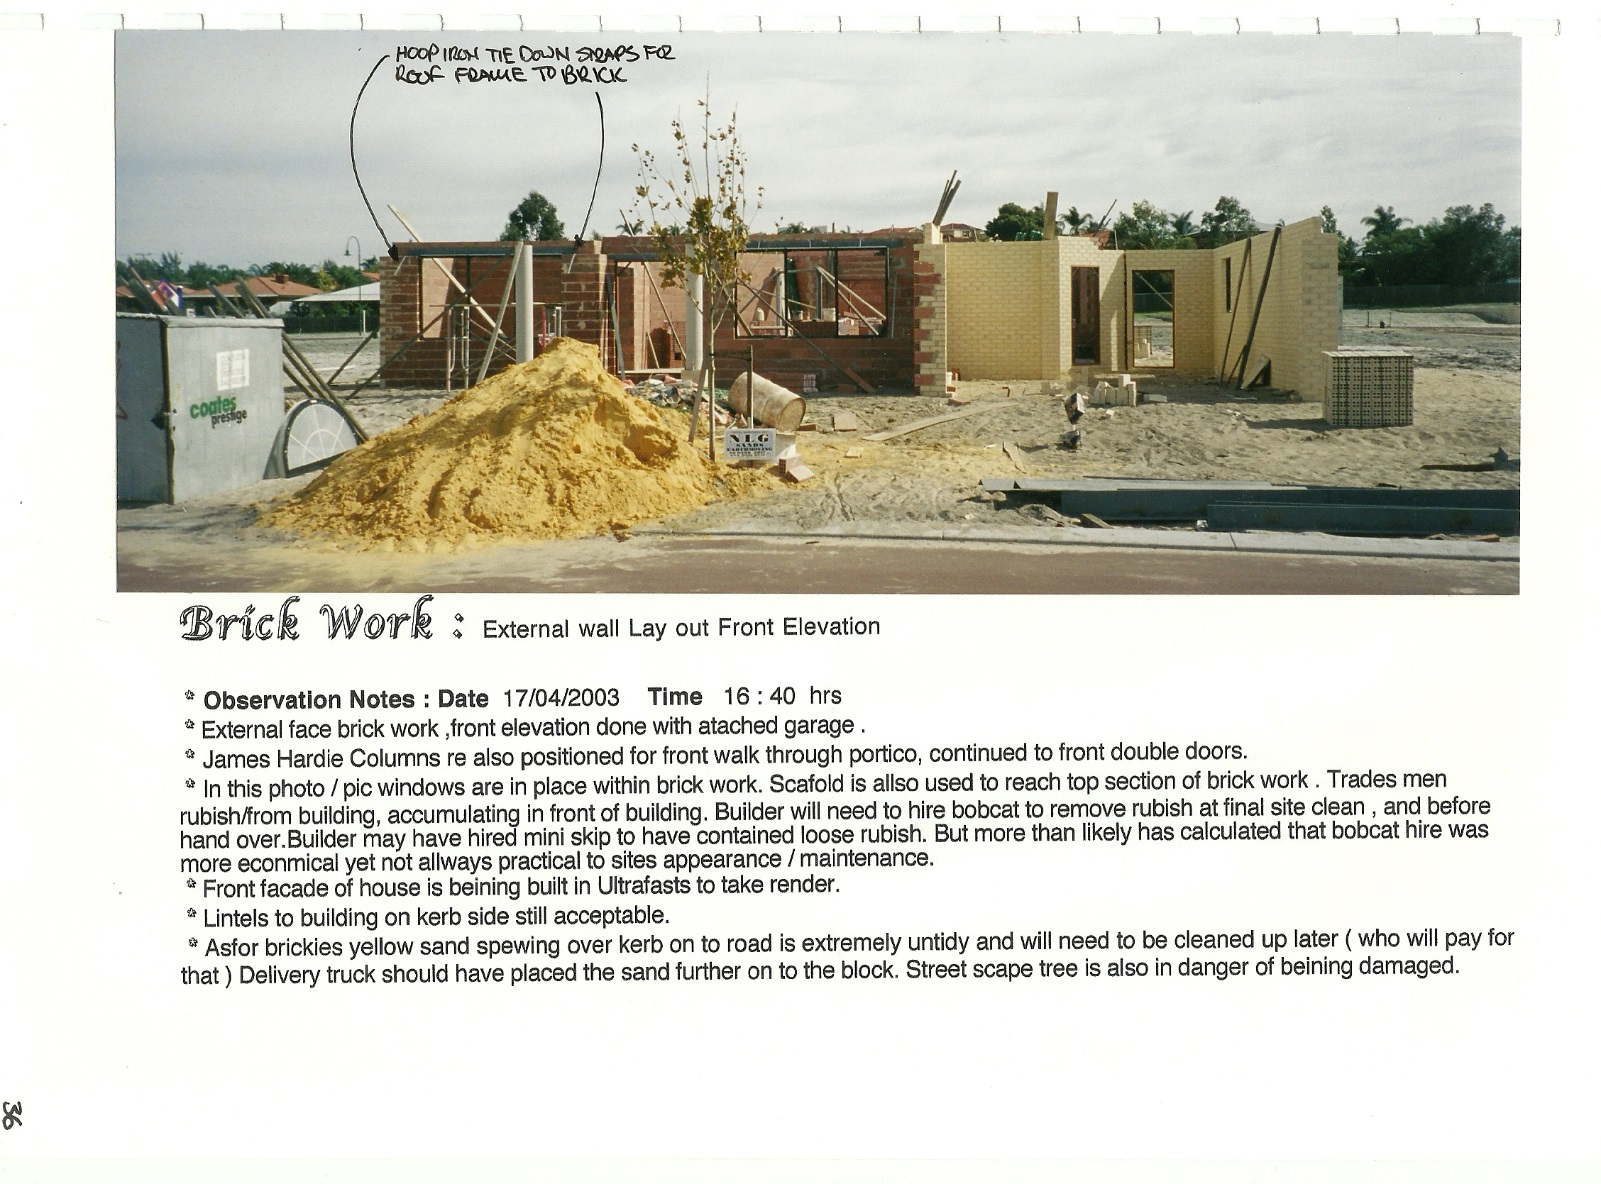 HOOP IRON TIE DOWN STRAPS FOR
ROOF FRAME TO BRICK
coates
prestige
NLG
SANDS
EARTHMOVING
Brick Work : External wall Lay out Front Elevation
* Observation Notes : Date 17/04/2003 Time 16 : 40 hrs
* External face brick work ,front elevation done with atached garage .
* James Hardie Columns re also positioned for front walk through portico, continued to front double doors.
* In this photo / pic windows are in place within brick work. Scafold is allso used to reach top section of brick work . Trades men
rubish/from building, accumulating in front of building. Builder will need to hire bobcat to remove rubish at final site clean , and before
hand over.Builder may have hired mini skip to have contained loose rubish. But more than likely has calculated that bobcat hire was
more econmical yet not allways practical to sites appearance / maintenance.
* Front facade of house is beining built in Ultrafasts to take render.
* Lintels to building on kerb side still acceptable.
* Asfor brickies yellow sand spewing over kerb on to road is extremely untidy and will need to be cleaned up later ( who will pay for
that ) Delivery truck should have placed the sand further on to the block. Street scape tree is also in danger of beining damaged.
36